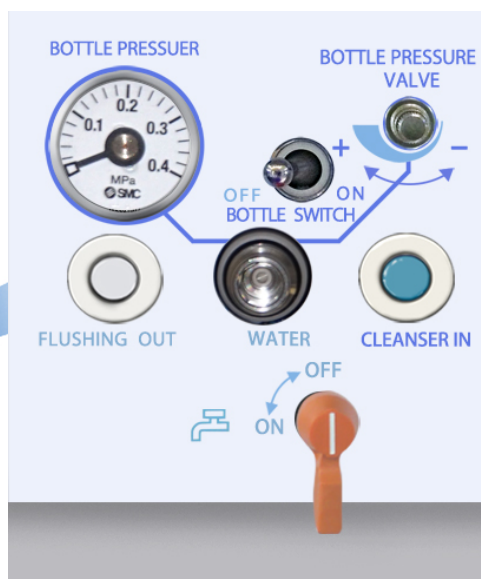 BOTTLE PRESSUER
BOTTLE PRESSURE
VALVE
0.1 0.2 0.3 0.4
MPa
SMC
+ −
OFF ON
BOTTLE SWITCH
FLUSHING OUT
WATER
CLEANSER IN
OFF
ON